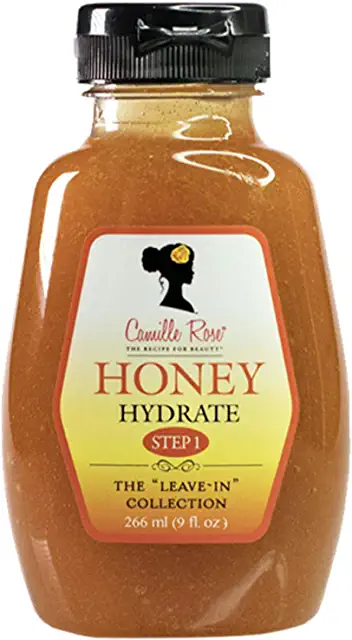 Camille Rose®
THE RECIPE FOR BEAUTY®
HONEY
HYDRATE
STEP 1
THE "LEAVE-IN"
COLLECTION
266 ml (9 fl. oz)